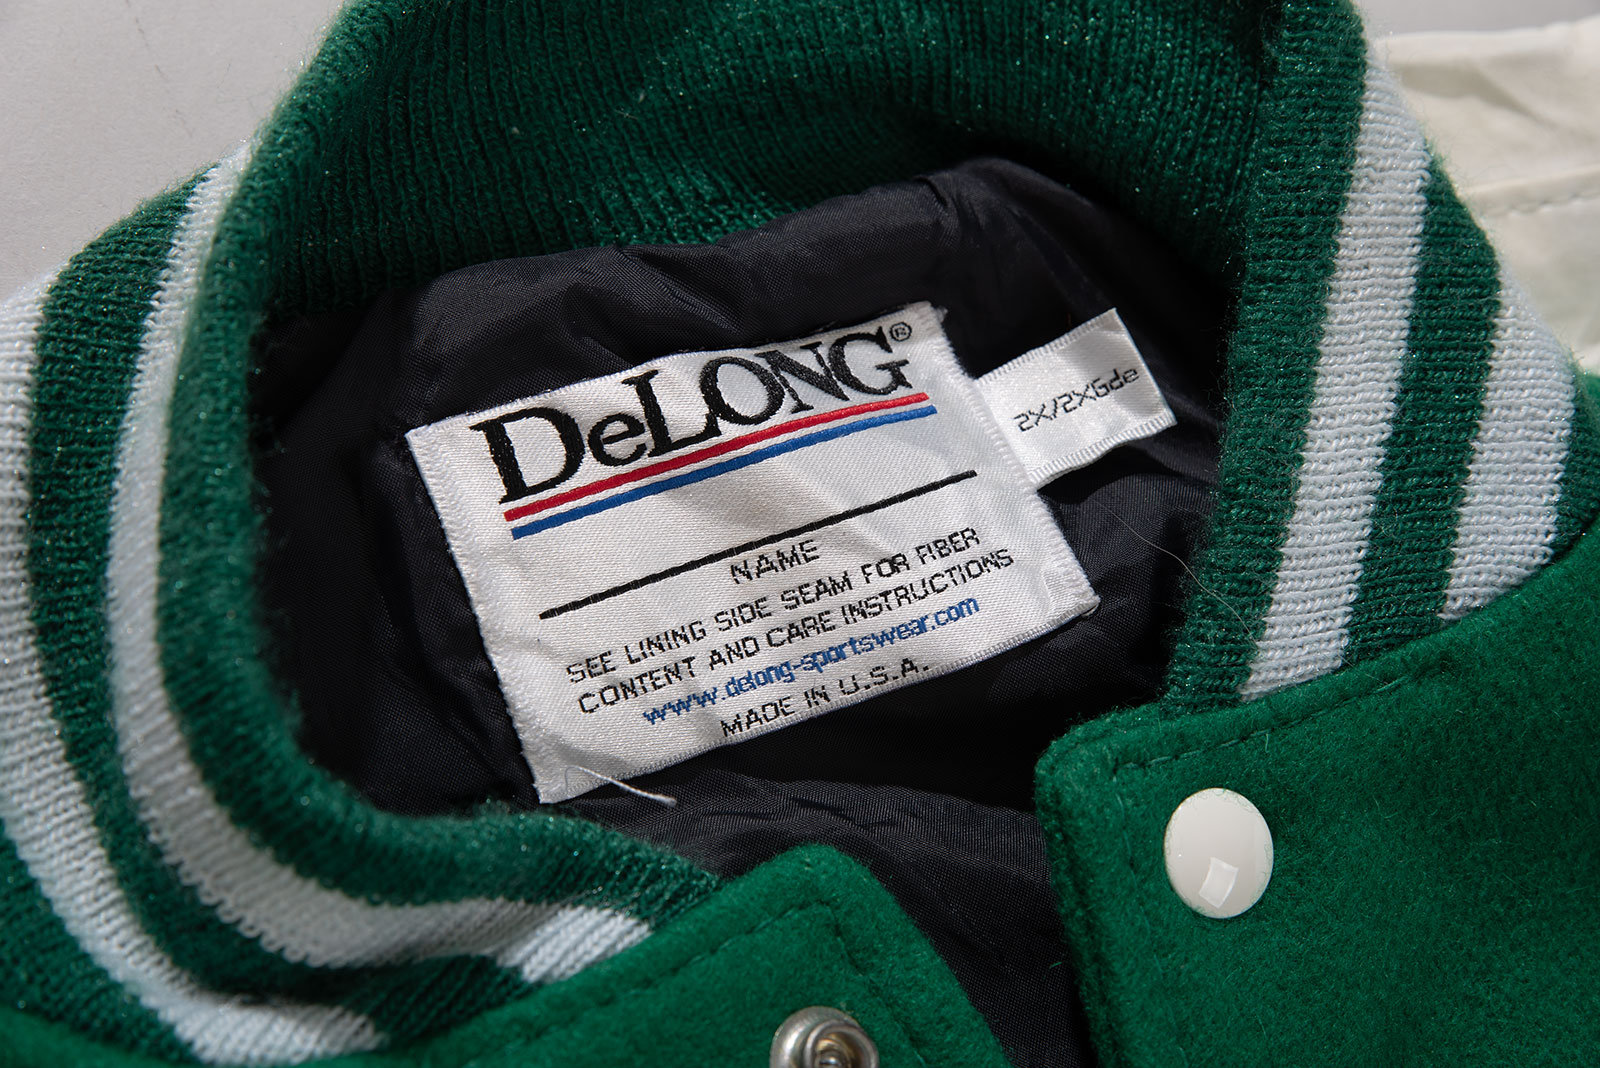 DeLONG®
2X/2XGde
NAME
SEE LINING SIDE SEAM FOR FIBER
CONTENT AND CARE INSTRUCTIONS
www.delong-sportswear.com
MADE IN U.S.A.